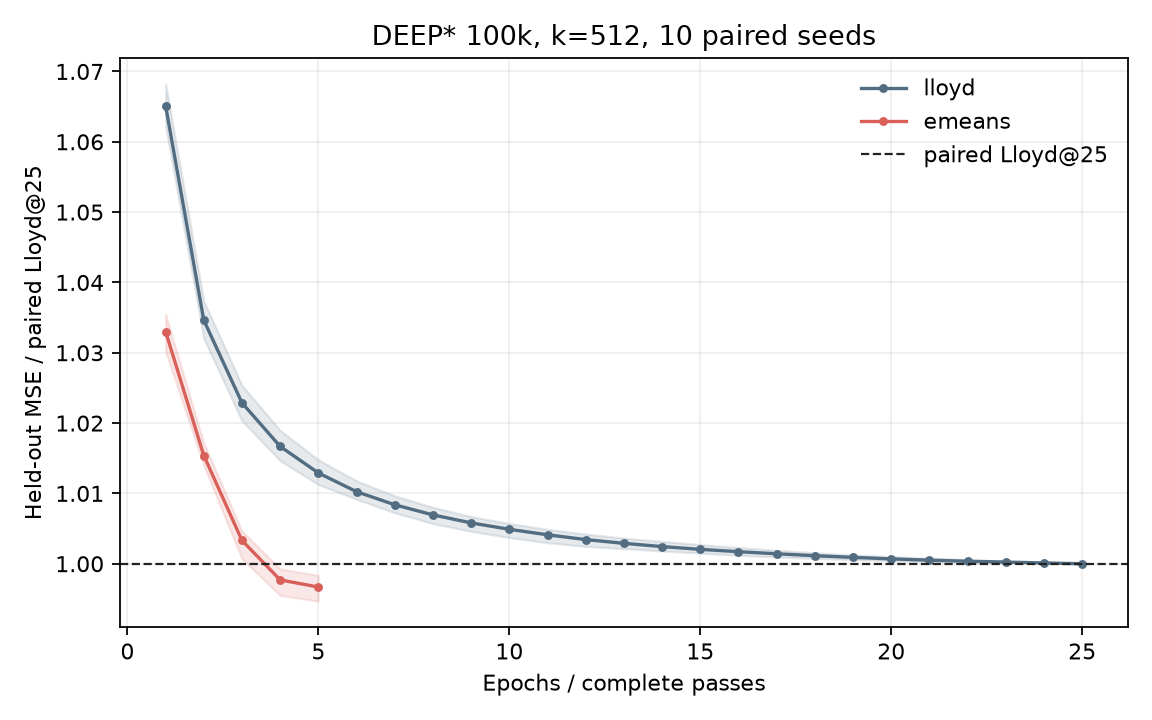 DEEP* 100k, k=512, 10 paired seeds
Held-out MSE / paired Lloyd@25
1.07
1.06
1.05
1.04
1.03
1.02
1.01
1.00
lloyd
emeans
paired Lloyd@25
0 5 10 15 20 25
Epochs / complete passes